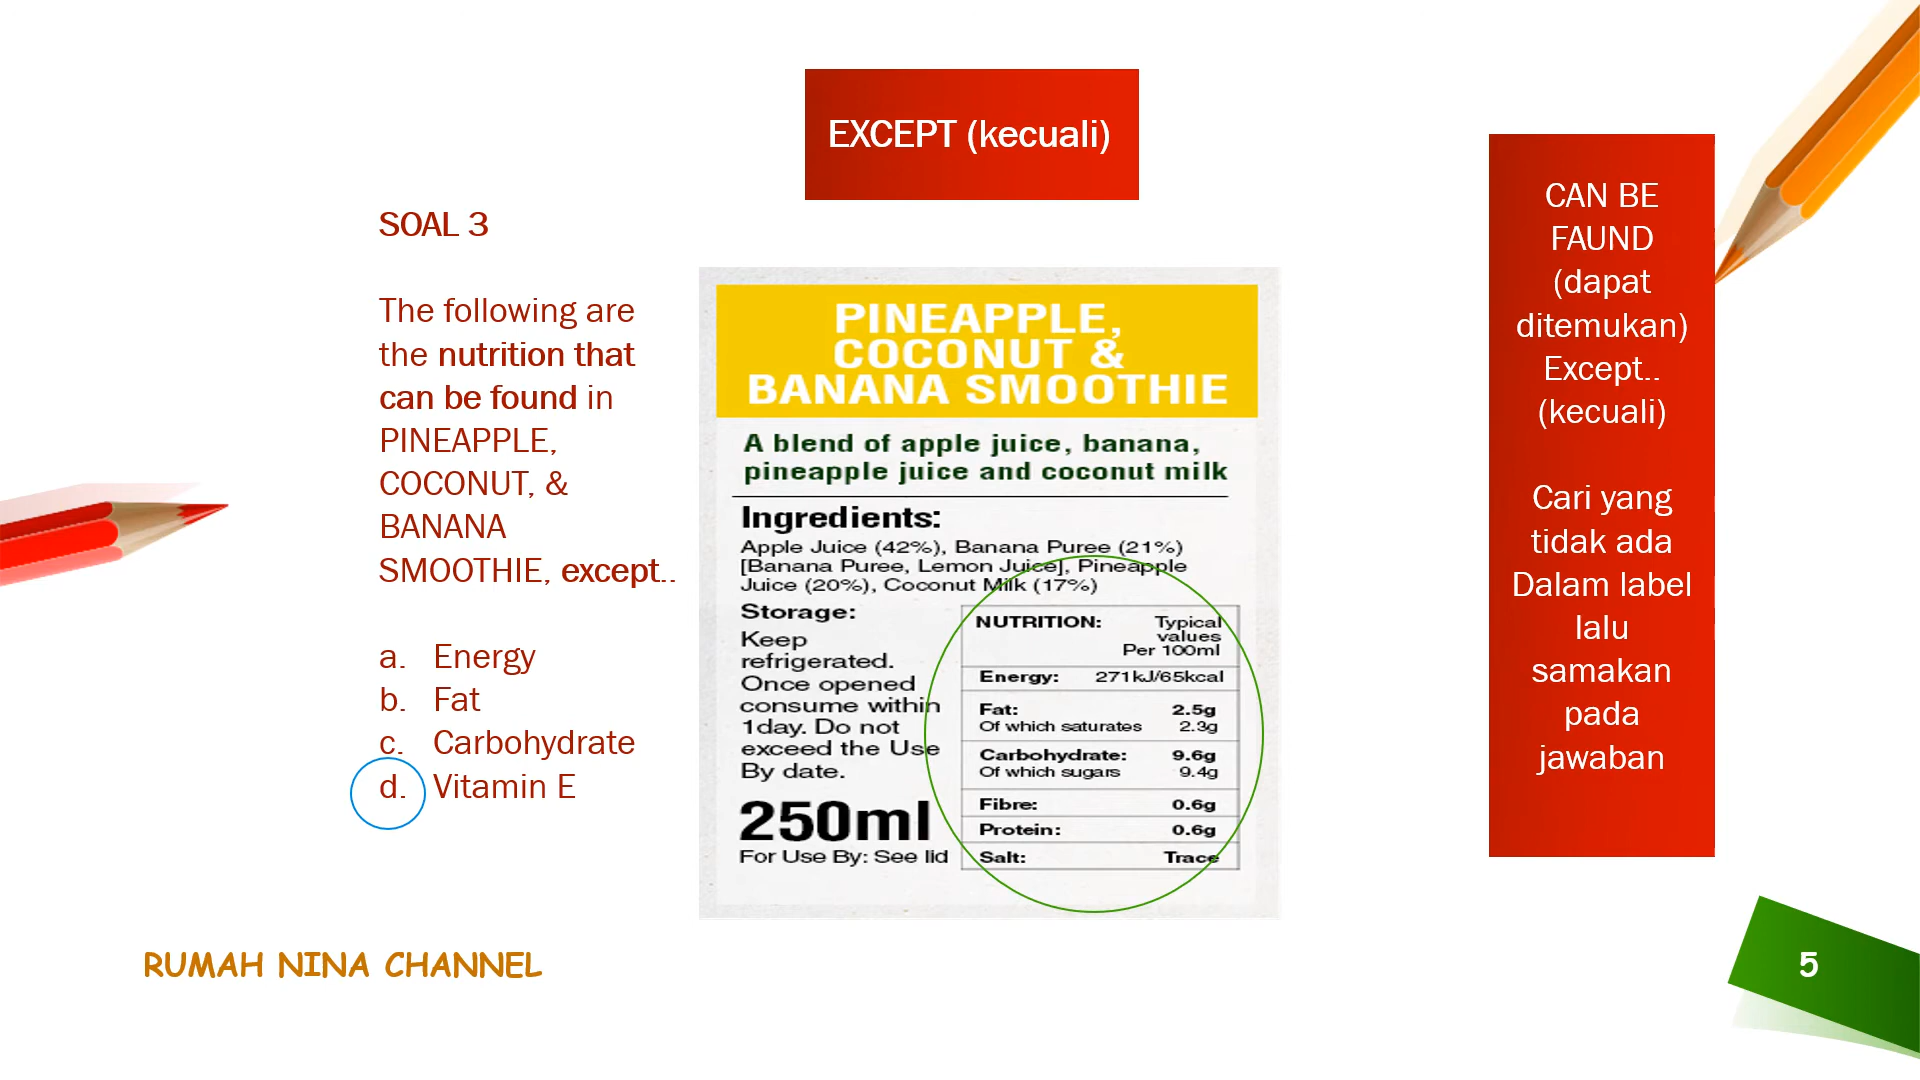 EXCEPT (kecuali)
SOAL 3
The following are
the nutrition that
can be found in
PINEAPPLE,
COCONUT, &
BANANA
SMOOTHIE, except..
a. Energy
b. Fat
c. Carbohydrate
d. Vitamin E
PINEAPPLE,
COCONUT &
BANANA SMOOTHIE
A blend of apple juice, banana,
pineapple juice and coconut milk
Ingredients:
Apple Juice (42%), Banana Puree (21%)
[Banana Puree, Lemon Juice], Pineapple
Juice (20%), Coconut Milk (17%)
Storage:
Keep
refrigerated.
Once opened
consume within
1day. Do not
exceed the Use
By date.
250ml
For Use By: See lid
NUTRITION: Typical
values
Per 100ml
Energy: 271kJ/65kcal
Fat: 2.5g
Of which saturates 2.3g
Carbohydrate: 9.6g
Of which sugars 9.4g
Fibre: 0.6g
Protein: 0.6g
Salt: Trace
CAN BE
FAUND
(dapat
ditemukan)
Except..
(kecuali)
Cari yang
tidak ada
Dalam label
lalu
samakan
pada
jawaban
RUMAH NINA CHANNEL
5